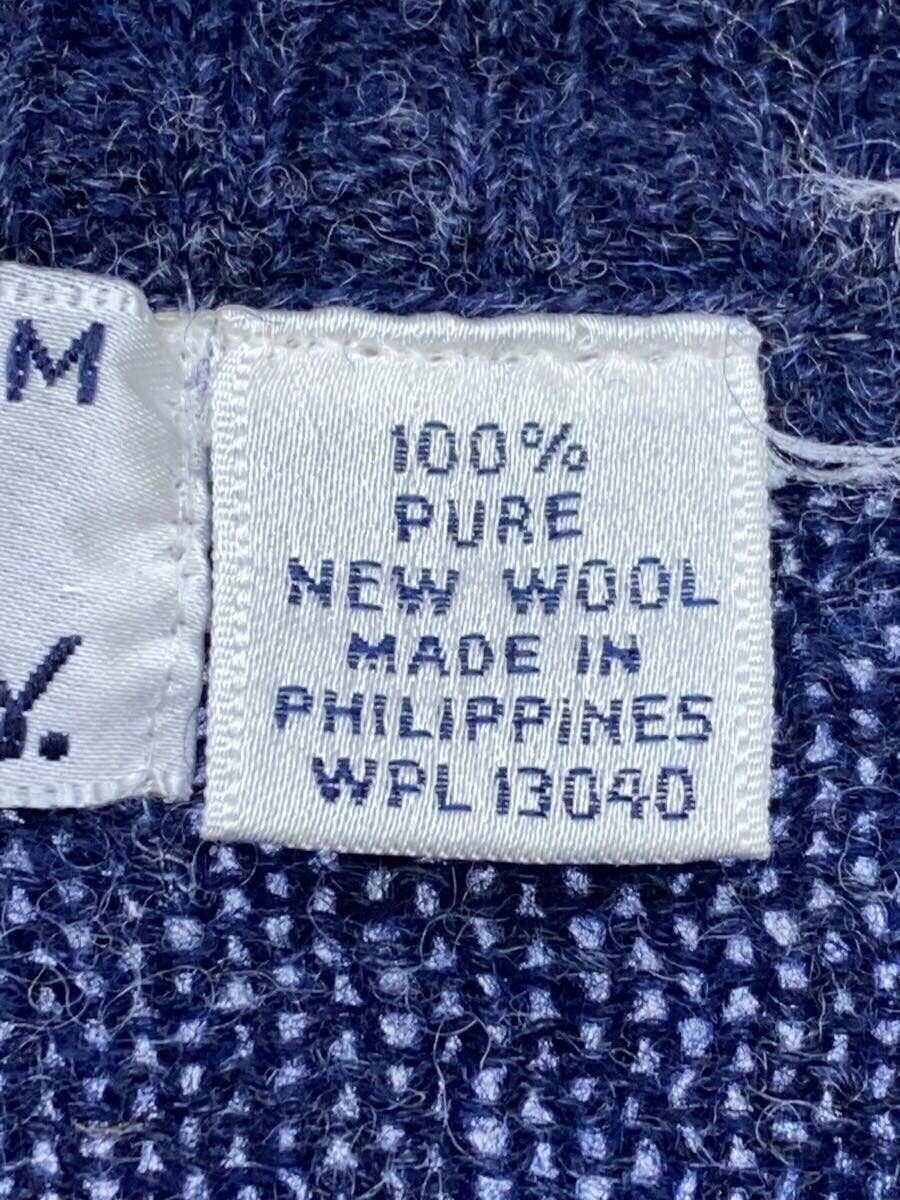 M
100%
PURE
NEW WOOL
MADE IN
PHILIPPINES
WPL 13040